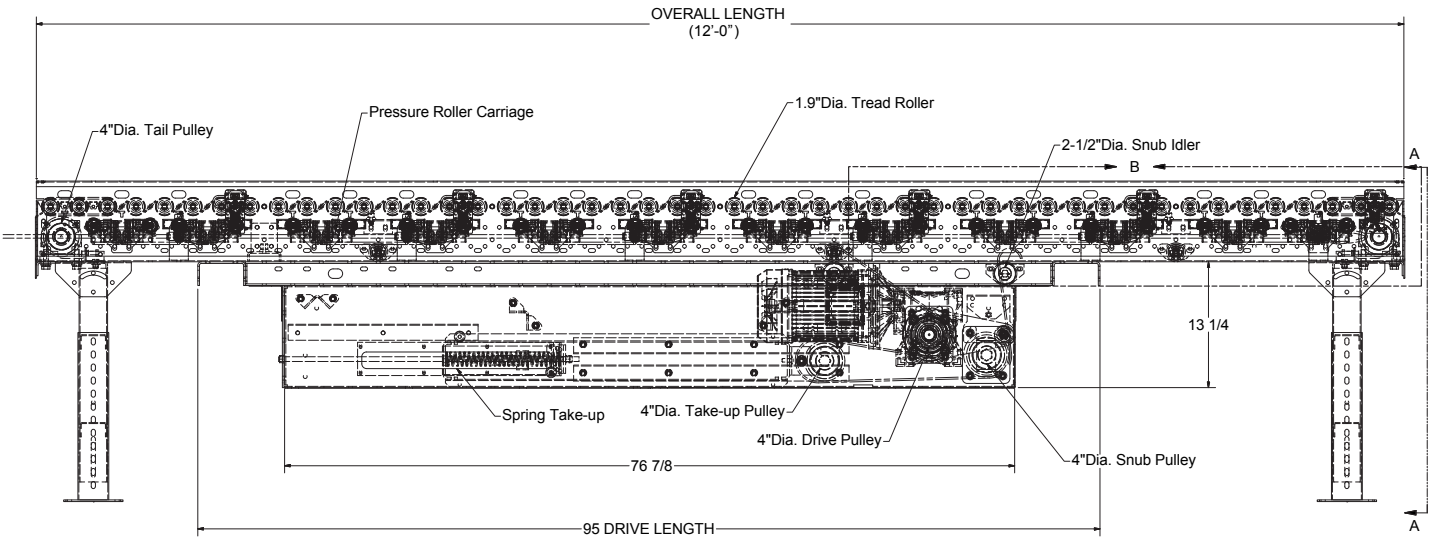 OVERALL LENGTH
(12'-0")
1.9"Dia. Tread Roller
Pressure Roller Carriage
4"Dia. Tail Pulley
2-1/2"Dia. Snub Idler
A
B
13 1/4
Spring Take-up
4"Dia. Take-up Pulley
4"Dia. Drive Pulley
4"Dia. Snub Pulley
76 7/8
95 DRIVE LENGTH
A